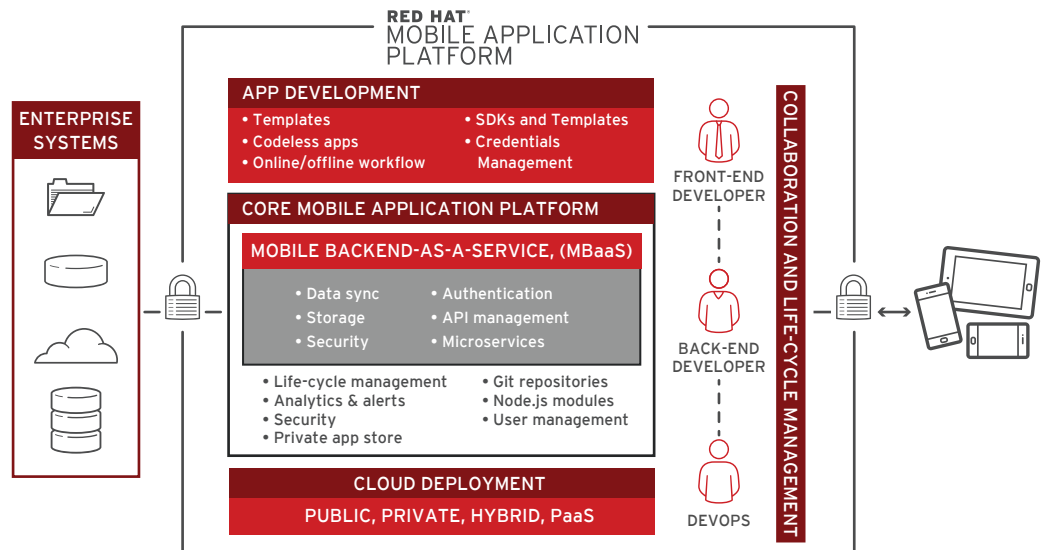 RED HAT®
MOBILE APPLICATION
PLATFORM
ENTERPRISE
SYSTEMS
APP DEVELOPMENT
• Templates
• Codeless apps
• Online/offline workflow
• SDKs and Templates
• Credentials
Management
CORE MOBILE APPLICATION PLATFORM
MOBILE BACKEND-AS-A-SERVICE, (MBaaS)
• Data sync
• Storage
• Security
• Authentication
• API management
• Microservices
• Life-cycle management
• Analytics & alerts
• Security
• Private app store
• Git repositories
• Node.js modules
• User management
CLOUD DEPLOYMENT
PUBLIC, PRIVATE, HYBRID, PaaS
FRONT-END
DEVELOPER
BACK-END
DEVELOPER
DEVOPS
COLLABORATION AND LIFE-CYCLE MANAGEMENT